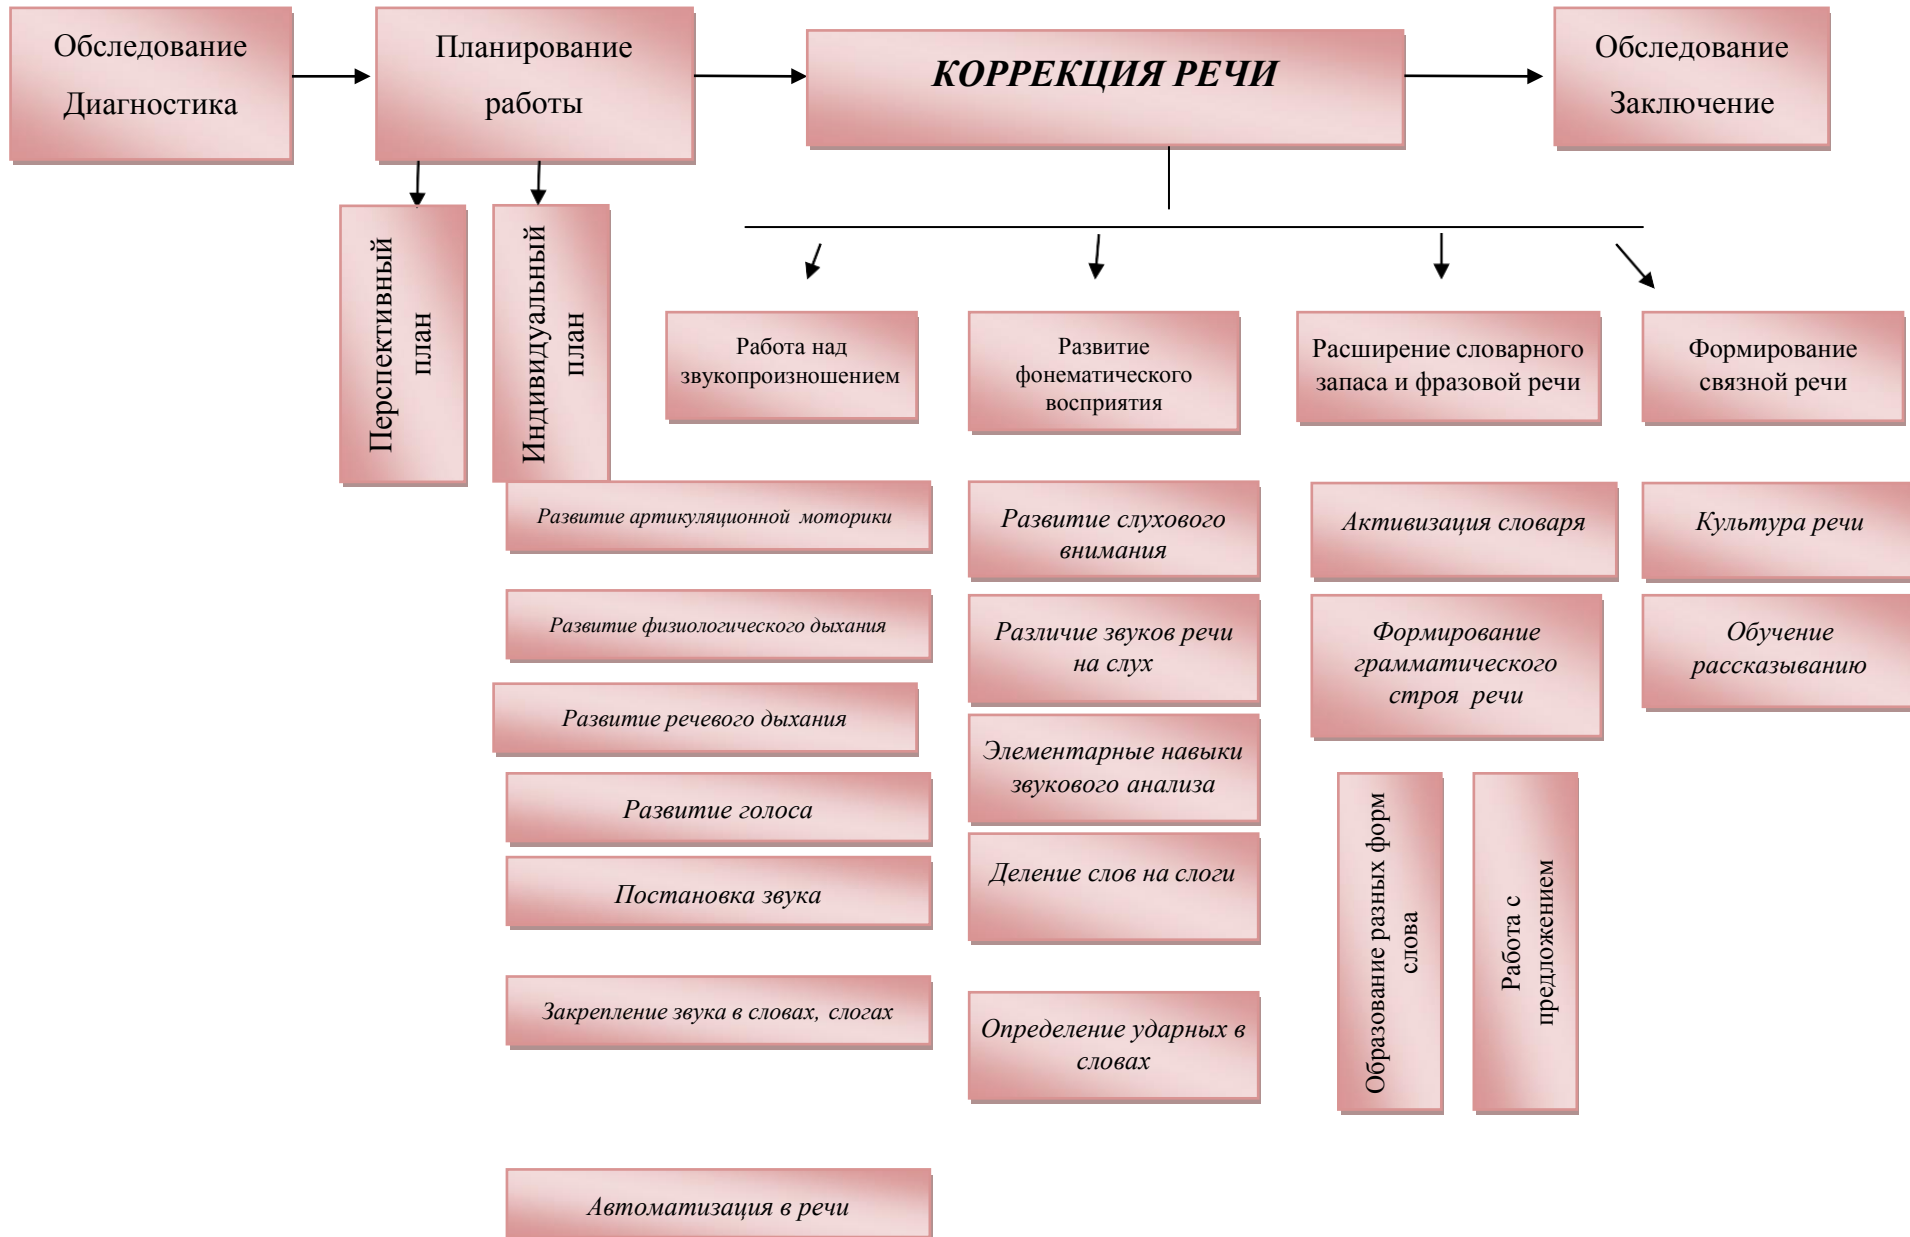 Обследование
Диагностика
Планирование
работы
КОРРЕКЦИЯ РЕЧИ
Обследование
Заключение
Перспективный
план
Индивидуальный
план
Работа над
звукопроизношением
Развитие
фонематического
восприятия
Расширение словарного
запаса и фразовой речи
Формирование
связной речи
Развитие артикуляционной моторики
Развитие физиологического дыхания
Развитие речевого дыхания
Развитие голоса
Постановка звука
Закрепление звука в словах, слогах
Автоматизация в речи
Развитие слухового
внимания
Различие звуков речи
на слух
Элементарные навыки
звукового анализа
Деление слов на слоги
Определение ударных в
словах
Активизация словаря
Формирование
грамматического
строя речи
Образование разных форм
слова
Работа с
предложением
Культура речи
Обучение
рассказыванию